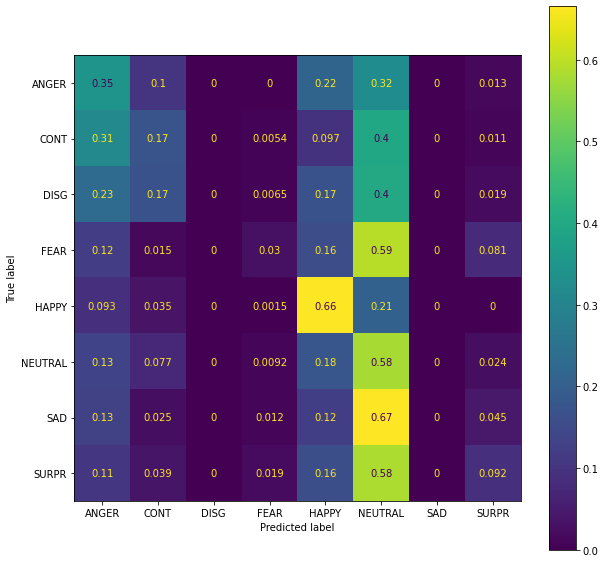 ANGER 0.35 0.1 0 0 0.22 0.32 0 0.013
CONT 0.31 0.17 0 0.0054 0.097 0.4 0 0.011
DISG 0.23 0.17 0 0.0065 0.17 0.4 0 0.019
FEAR 0.12 0.015 0 0.03 0.16 0.59 0 0.081
HAPPY 0.093 0.035 0 0.0015 0.66 0.21 0 0
NEUTRAL 0.13 0.077 0 0.0092 0.18 0.58 0 0.024
SAD 0.13 0.025 0 0.012 0.12 0.67 0 0.045
SURPR 0.11 0.039 0 0.019 0.16 0.58 0 0.092
ANGER CONT DISG FEAR HAPPY NEUTRAL SAD SURPR
Predicted label
True label
0.6
0.5
0.4
0.3
0.2
0.1
0.0